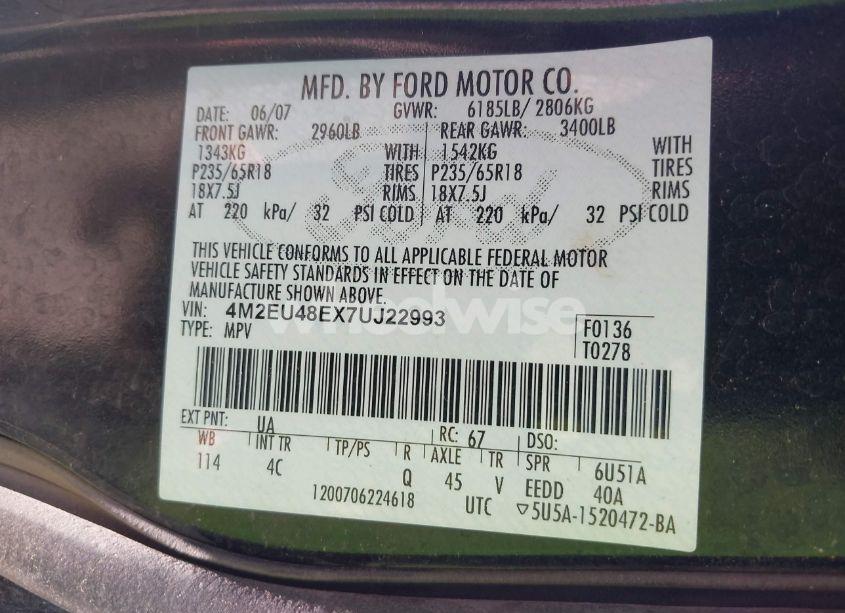 MFD. BY FORD MOTOR CO.
DATE: 06/07 GVWR: 6185LB/ 2806KG
FRONT GAWR: 2960LB REAR GAWR: 3400LB
1343KG WITH 1542KG WITH
P235/65R18 TIRES P235/65R18 TIRES
18X7.5J RIMS 18X7.5J RIMS
AT 220 kPa/ 32 PSI COLD AT 220 kPa/ 32 PSI COLD
THIS VEHICLE CONFORMS TO ALL APPLICABLE FEDERAL MOTOR
VEHICLE SAFETY STANDARDS IN EFFECT ON THE DATE OF
MANUFACTURE SHOWN ABOVE.
wheelwise
VIN: 4M2EU48EX7UJ22993 F0136
TYPE: MPV T0278
EXT PNT: UA RC: 67 DSO:
WB INT TR TP/PS R AXLE TR SPR 6U51A
114 4C Q 45 V EEDD 40A
1200706224618 UTC ▽5U5A-1520472-BA